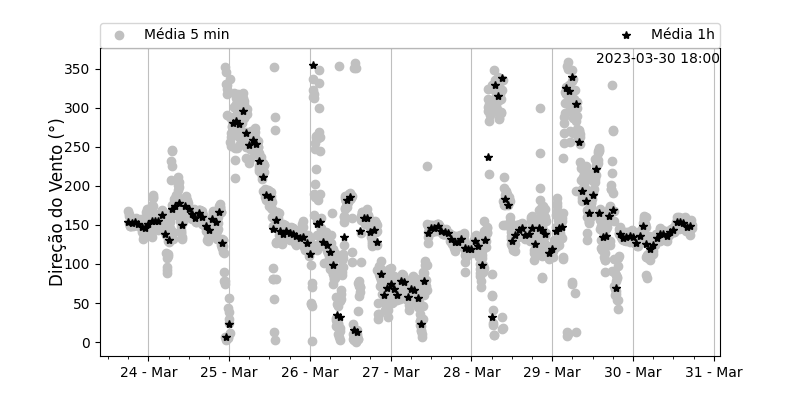 Média 5 min
Média 1h
2023-03-30 18:00
Direção do Vento (°)
350
300
250
200
150
100
50
0
24 - Mar
25 - Mar
26 - Mar
27 - Mar
28 - Mar
29 - Mar
30 - Mar
31 - Mar